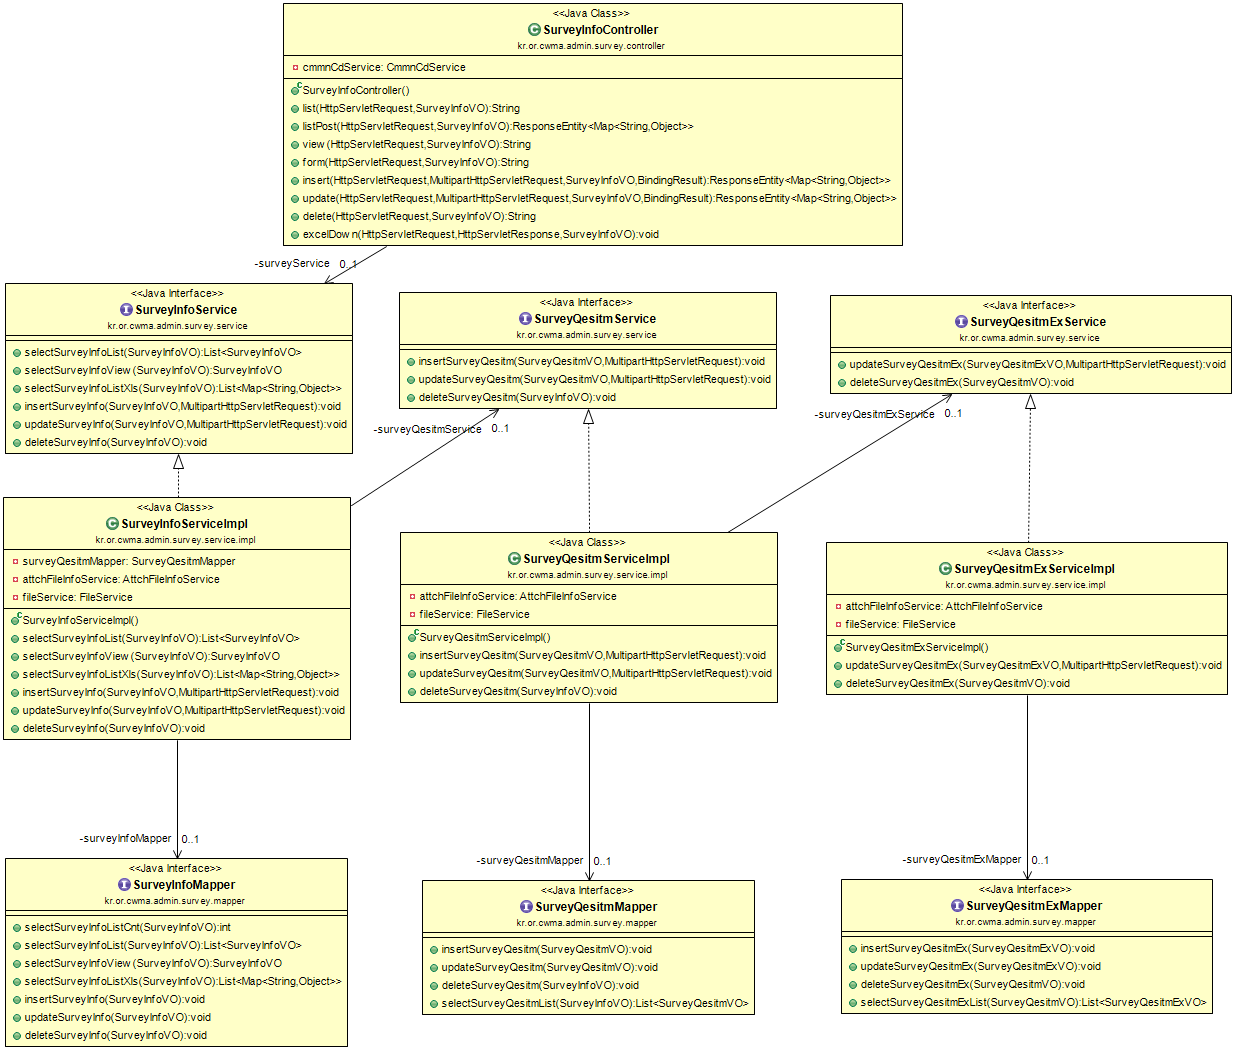 <<Java Class>>
SurveyInfoController
kr.or.cwma.admin.survey.controller
cmmnCdService: CmmnCdService
SurveyInfoController()
list(HttpServletRequest,SurveyInfoVO):String
listPost(HttpServletRequest,SurveyInfoVO):ResponseEntity<Map<String,Object>>
view(HttpServletRequest,SurveyInfoVO):String
form(HttpServletRequest,SurveyInfoVO):String
insert(HttpServletRequest,MultipartHttpServletRequest,SurveyInfoVO,BindingResult):ResponseEntity<Map<String,Object>>
update(HttpServletRequest,MultipartHttpServletRequest,SurveyInfoVO,BindingResult):ResponseEntity<Map<String,Object>>
delete(HttpServletRequest,SurveyInfoVO):String
excelDown(HttpServletRequest,HttpServletResponse,SurveyInfoVO):void
-surveyService 0..1
<<Java Interface>>
SurveyInfoService
kr.or.cwma.admin.survey.service
selectSurveyInfoList(SurveyInfoVO):List<SurveyInfoVO>
selectSurveyInfoView(SurveyInfoVO):SurveyInfoVO
selectSurveyInfoListXls(SurveyInfoVO):List<Map<String,Object>>
insertSurveyInfo(SurveyInfoVO,MultipartHttpServletRequest):void
updateSurveyInfo(SurveyInfoVO,MultipartHttpServletRequest):void
deleteSurveyInfo(SurveyInfoVO):void
<<Java Interface>>
SurveyQesitmService
kr.or.cwma.admin.survey.service
insertSurveyQesitm(SurveyQesitmVO,MultipartHttpServletRequest):void
updateSurveyQesitm(SurveyQesitmVO,MultipartHttpServletRequest):void
deleteSurveyQesitm(SurveyInfoVO):void
<<Java Interface>>
SurveyQesitmExService
kr.or.cwma.admin.survey.service
updateSurveyQesitmEx(SurveyQesitmExVO,MultipartHttpServletRequest):void
deleteSurveyQesitmEx(SurveyQesitmVO):void
-surveyQesitmService 0..1
-surveyQesitmExService 0..1
<<Java Class>>
SurveyInfoServiceImpl
kr.or.cwma.admin.survey.service.impl
surveyQesitmMapper: SurveyQesitmMapper
attchFileInfoService: AttchFileInfoService
fileService: FileService
SurveyInfoServiceImpl()
selectSurveyInfoList(SurveyInfoVO):List<SurveyInfoVO>
selectSurveyInfoView(SurveyInfoVO):SurveyInfoVO
selectSurveyInfoListXls(SurveyInfoVO):List<Map<String,Object>>
insertSurveyInfo(SurveyInfoVO,MultipartHttpServletRequest):void
updateSurveyInfo(SurveyInfoVO,MultipartHttpServletRequest):void
deleteSurveyInfo(SurveyInfoVO):void
<<Java Class>>
SurveyQesitmServiceImpl
kr.or.cwma.admin.survey.service.impl
attchFileInfoService: AttchFileInfoService
fileService: FileService
SurveyQesitmServiceImpl()
insertSurveyQesitm(SurveyQesitmVO,MultipartHttpServletRequest):void
updateSurveyQesitm(SurveyQesitmVO,MultipartHttpServletRequest):void
deleteSurveyQesitm(SurveyInfoVO):void
<<Java Class>>
SurveyQesitmExServiceImpl
kr.or.cwma.admin.survey.service.impl
attchFileInfoService: AttchFileInfoService
fileService: FileService
SurveyQesitmExServiceImpl()
updateSurveyQesitmEx(SurveyQesitmExVO,MultipartHttpServletRequest):void
deleteSurveyQesitmEx(SurveyQesitmVO):void
-surveyInfoMapper 0..1
-surveyQesitmMapper 0..1
-surveyQesitmExMapper 0..1
<<Java Interface>>
SurveyInfoMapper
kr.or.cwma.admin.survey.mapper
selectSurveyInfoListCnt(SurveyInfoVO):int
selectSurveyInfoList(SurveyInfoVO):List<SurveyInfoVO>
selectSurveyInfoView(SurveyInfoVO):SurveyInfoVO
selectSurveyInfoListXls(SurveyInfoVO):List<Map<String,Object>>
insertSurveyInfo(SurveyInfoVO):void
updateSurveyInfo(SurveyInfoVO):void
deleteSurveyInfo(SurveyInfoVO):void
<<Java Interface>>
SurveyQesitmMapper
kr.or.cwma.admin.survey.mapper
insertSurveyQesitm(SurveyQesitmVO):void
updateSurveyQesitm(SurveyQesitmVO):void
deleteSurveyQesitm(SurveyInfoVO):void
selectSurveyQesitmList(SurveyInfoVO):List<SurveyQesitmVO>
<<Java Interface>>
SurveyQesitmExMapper
kr.or.cwma.admin.survey.mapper
insertSurveyQesitmEx(SurveyQesitmExVO):void
updateSurveyQesitmEx(SurveyQesitmExVO):void
deleteSurveyQesitmEx(SurveyQesitmVO):void
selectSurveyQesitmExList(SurveyQesitmVO):List<SurveyQesitmExVO>